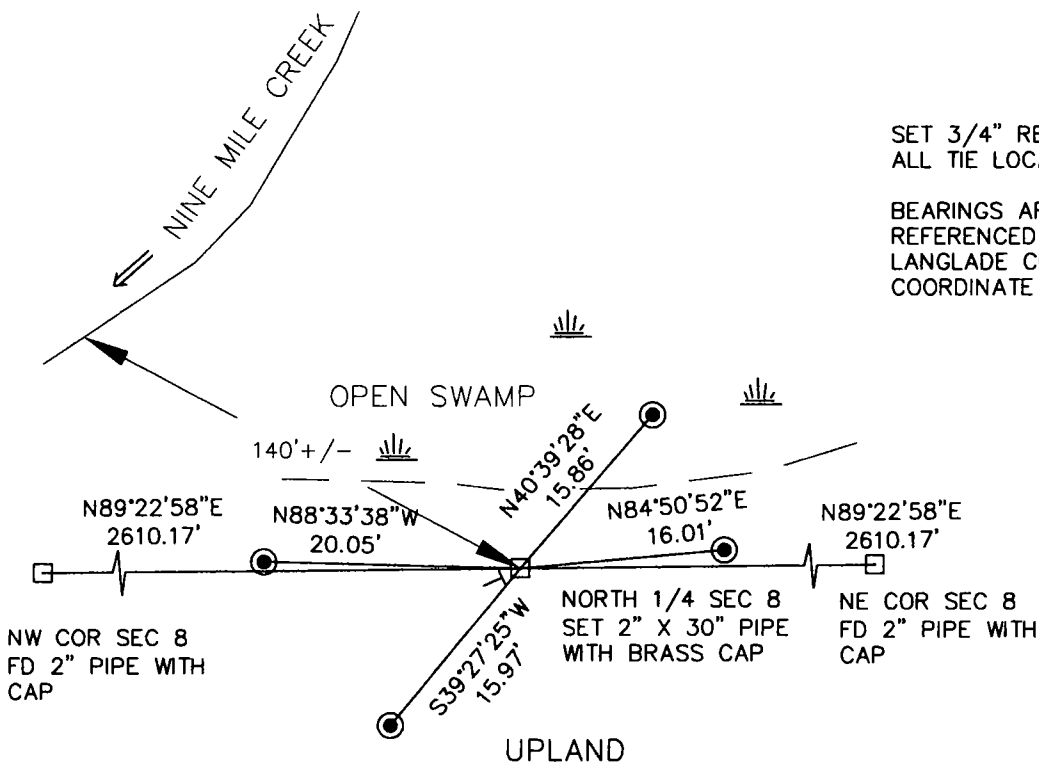 NINE MILE CREEK
SET 3/4"
ALL TIE
BEARINGS
REFERENCED
LANGLADE
COORDINATE
OPEN SWAMP
140'+/-
N40°39'28"E
15.86'
N89°22'58"E
2610.17'
N88°33'38"W
20.05'
N84°50'52"E
16.01'
N89°22'58"E
2610.17'
NW COR SEC 8
FD 2" PIPE WITH
CAP
S39°27'25"W
15.97'
NORTH 1/4 SEC 8
SET 2" X 30" PIPE
WITH BRASS CAP
NE COR SEC 8
FD 2" PIPE WITH
CAP
UPLAND